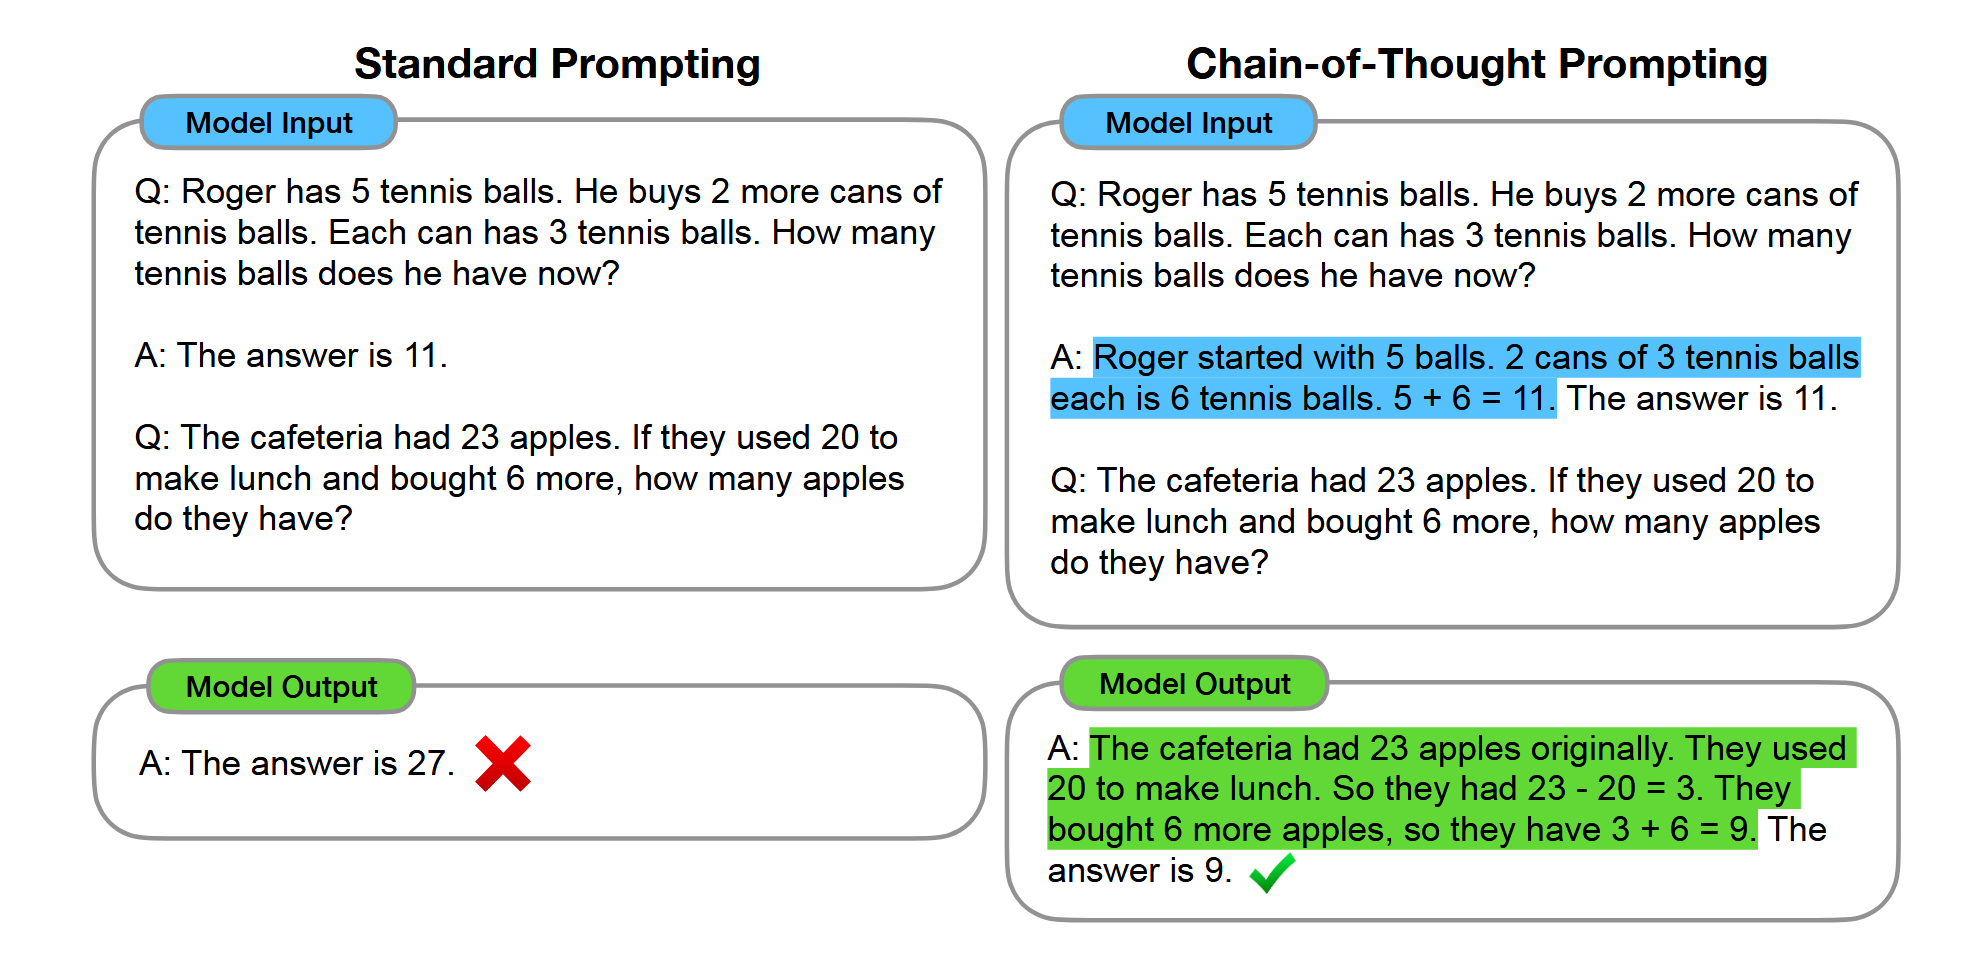 Standard Prompting
Model Input
Q: Roger has 5 tennis balls. He buys 2 more cans of
tennis balls. Each can has 3 tennis balls. How many
tennis balls does he have now?
A: The answer is 11.
Q: The cafeteria had 23 apples. If they used 20 to
make lunch and bought 6 more, how many apples
do they have?
Model Output
A: The answer is 27.
Chain-of-Thought Prompting
Model Input
Q: Roger has 5 tennis balls. He buys 2 more cans of
tennis balls. Each can has 3 tennis balls. How many
tennis balls does he have now?
A: Roger started with 5 balls. 2 cans of 3 tennis balls
each is 6 tennis balls. 5 + 6 = 11. The answer is 11.
Q: The cafeteria had 23 apples. If they used 20 to
make lunch and bought 6 more, how many apples
do they have?
Model Output
A: The cafeteria had 23 apples originally. They used
20 to make lunch. So they had 23 - 20 = 3. They
bought 6 more apples, so they have 3 + 6 = 9. The
answer is 9.